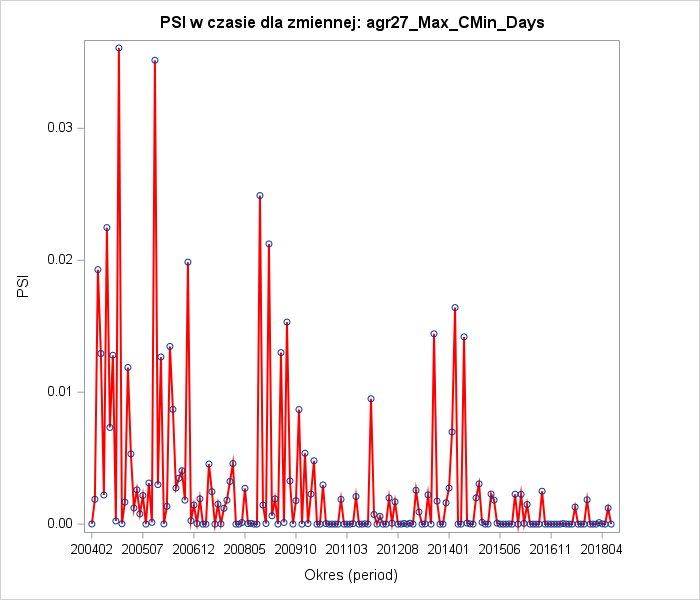 PSI w czasie dla zmiennej: agr27_Max_CMin_Days
PSI
0.03
0.02
0.01
0.00
200402 200507 200612 200805 200910 201103 201208 201401 201506 201611 201804
Okres (period)